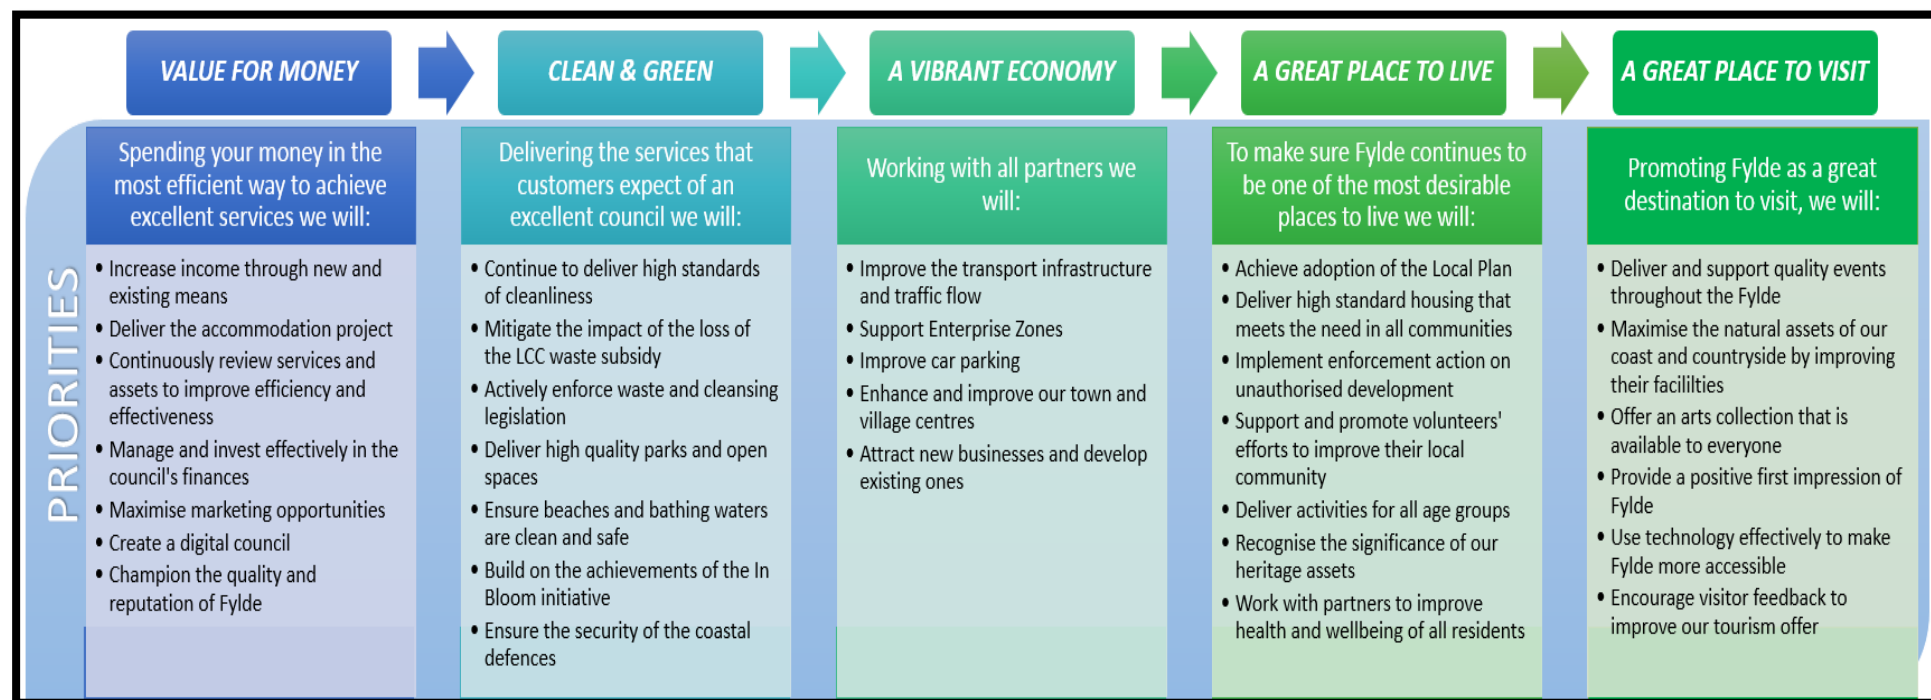 VALUE FOR MONEY
CLEAN & GREEN
A VIBRANT ECONOMY
A GREAT PLACE TO LIVE
A GREAT PLACE TO VISIT
PRIORITIES
Spending your money in the
most efficient way to achieve
excellent services we will:
• Increase income through new and
existing means
• Deliver the accommodation project
• Continuously review services and
assets to improve efficiency and
effectiveness
• Manage and invest effectively in the
council's finances
• Maximise marketing opportunities
• Create a digital council
• Champion the quality and
reputation of Fylde
Delivering the services that
customers expect of an
excellent council we will:
• Continue to deliver high standards
of cleanliness
• Mitigate the impact of the loss of
the LCC waste subsidy
• Actively enforce waste and cleansing
legislation
• Deliver high quality parks and open
spaces
• Ensure beaches and bathing waters
are clean and safe
• Build on the achievements of the In
Bloom initiative
• Ensure the security of the coastal
defences
Working with all partners we
will:
• Improve the transport infrastructure
and traffic flow
• Support Enterprise Zones
• Improve car parking
• Enhance and improve our town and
village centres
• Attract new businesses and develop
existing ones
To make sure Fylde continues to
be one of the most desirable
places to live we will:
• Achieve adoption of the Local Plan
• Deliver high standard housing that
meets the need in all communities
• Implement enforcement action on
unauthorised development
• Support and promote volunteers'
efforts to improve their local
community
• Deliver activities for all age groups
• Recognise the significance of our
heritage assets
• Work with partners to improve
health and wellbeing of all residents
Promoting Fylde as a great
destination to visit, we will:
• Deliver and support quality events
throughout the Fylde
• Maximise the natural assets of our
coast and countryside by improving
their facililties
• Offer an arts collection that is
available to everyone
• Provide a positive first impression of
Fylde
• Use technology effectively to make
Fylde more accessible
• Encourage visitor feedback to
improve our tourism offer